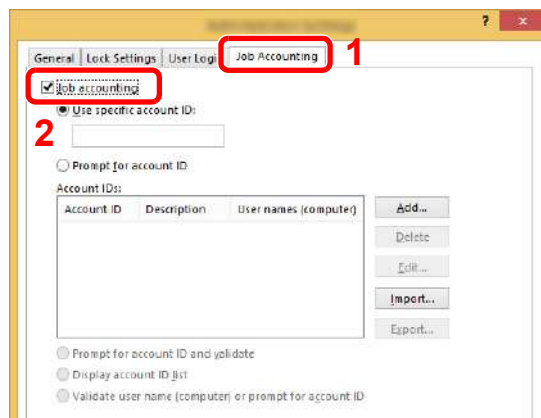 ? ×
General Lock Settings User Logi Job Accounting 1
Job accounting
Use specific account ID:
2
Prompt for account ID
Account IDs:
Account ID Description User names (computer) Add...
Delete
Edit...
Import...
Export...
Prompt for account ID and validate
Display account ID list
Validate user name (computer) or prompt for account ID